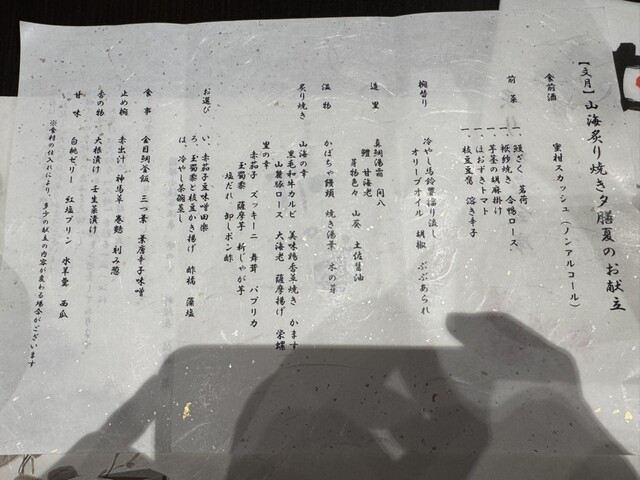 【文月】山海炙り焼き夕膳夏のお献立
食前酒
蜜柑スカッシュ（ノンアルコール）
前菜
一、鰻ざく 茗荷
一、袱紗焼き 合鴨ロース
一、芋茎の胡麻掛け
一、ほおずきトマト
一、枝豆豆腐 溶き辛子
椀替り
冷やし馬鈴薯擂り流し
オリーブオイル 胡椒 ぶぶあられ
造里
真鯛湯霜 間八
鱧 甘海老
芽物色々 山葵 土佐醤油
温物
かぼちゃ饅頭 焼き湯葉 木の芽
炙り焼き
山海の幸
黒毛和牛カルビ 美味鶏香草焼き かます
山麓豚ロース 大海老 薩摩揚げ 栄螺
里の幸
赤茄子 ズッキーニ 舞茸 パプリカ
玉蜀黍 薩摩芋 新じゃが芋
塩だれ 卸しポン酢
お選び
い、赤茄子豆味噌田楽
ろ、玉蜀黍と枝豆かき揚げ 酢橘 藻塩
は、冷やし茶碗蒸し
食事
金目鯛釜飯 三つ葉 葉唐辛子味噌
止め椀
赤出汁 神馬草 巻麩 刻み葱
香の物
大根漬け 壬生菜漬け
甘味
白桃ゼリー 紅塩プリン 水羊羹 西瓜
※食材の仕入れにより、多少の献立の内容が変わる場合がございます